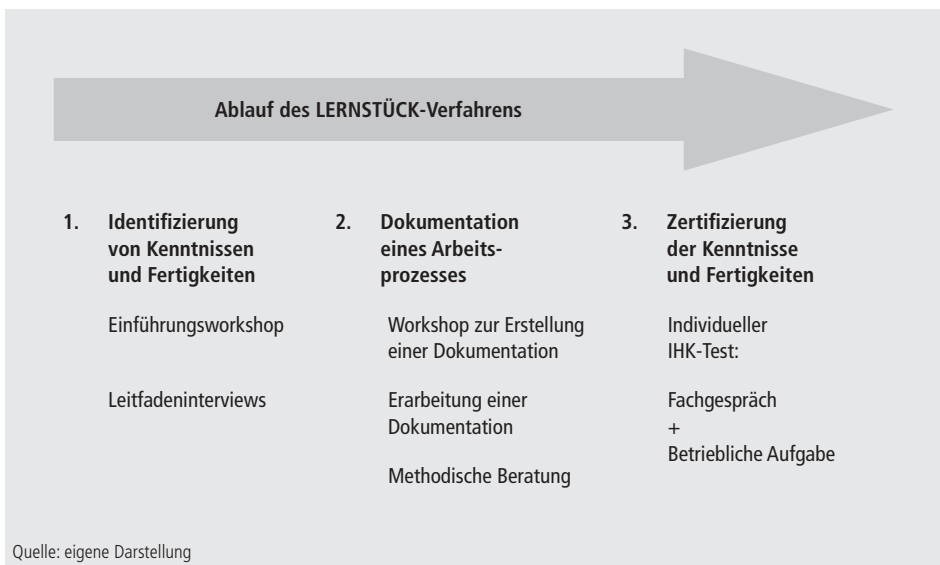 Ablauf des LERNSTÜCK-Verfahrens
1. Identifizierung
von Kenntnissen
und Fertigkeiten
Einführungsworkshop
Leitfadeninterviews
2. Dokumentation
eines Arbeits-
prozesses
Workshop zur Erstellung
einer Dokumentation
Erarbeitung einer
Dokumentation
Methodische Beratung
3. Zertifizierung
der Kenntnisse
und Fertigkeiten
Individueller
IHK-Test:
Fachgespräch
+
Betriebliche Aufgabe
Quelle: eigene Darstellung